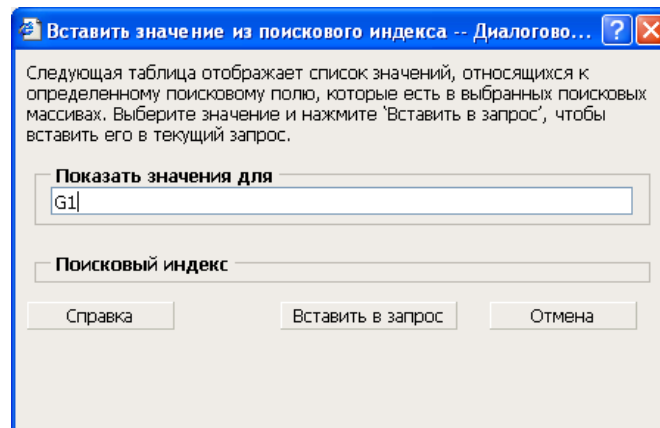 Вставить значение из поискового индекса -- Диалогово...
Следующая таблица отображает список значений, относящихся к
определенному поисковому полю, которые есть в выбранных поисковых
массивах. Выберите значение и нажмите 'Вставить в запрос', чтобы
вставить его в текущий запрос.
Показать значения для
G1
Поисковый индекс
Справка Вставить в запрос Отмена